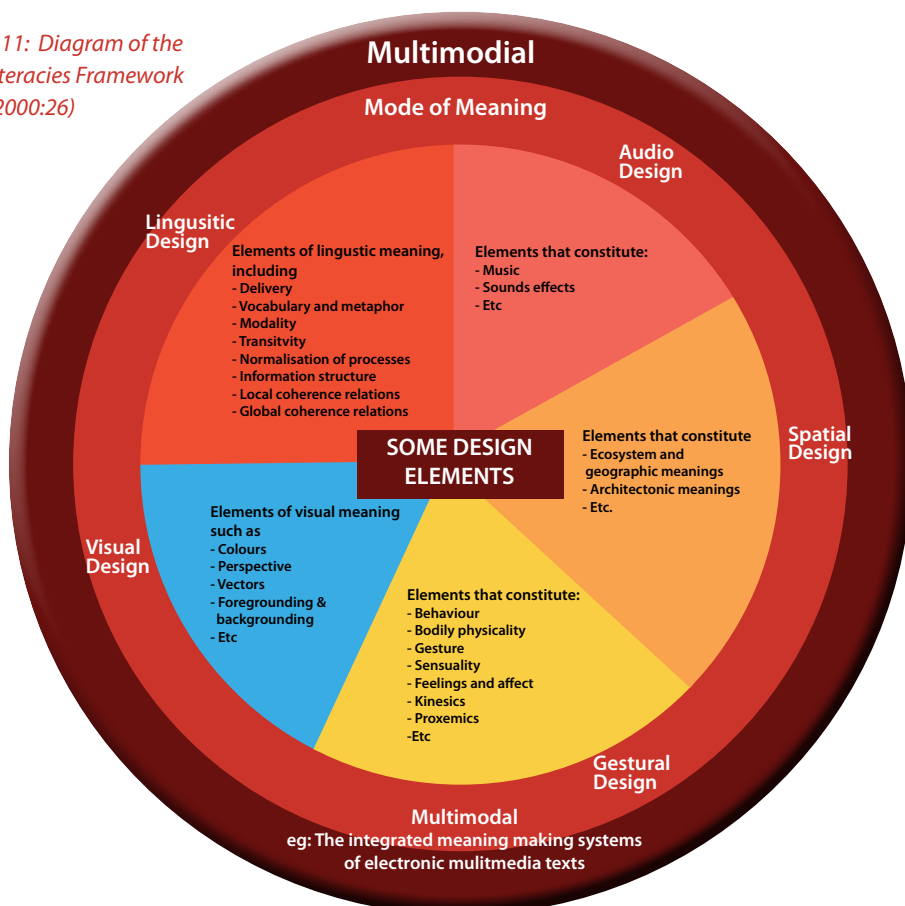 11: Diagram of the
teracies Framework
2000:26)
Multimodial
Mode of Meaning
Audio
Design
Lingusitic
Design
Elements of lingustic meaning,
including
- Delivery
- Vocabulary and metaphor
- Modality
- Transitvity
- Normalisation of processes
- Information structure
- Local coherence relations
- Global coherence relations
Elements that constitute:
- Music
- Sounds effects
- Etc
SOME DESIGN
ELEMENTS
Elements that constitute
- Ecosystem and
geographic meanings
- Architectonic meanings
- Etc.
Spatial
Design
Visual
Design
Elements of visual meaning
such as
- Colours
- Perspective
- Vectors
- Foregrounding &
backgrounding
- Etc
Elements that constitute:
- Behaviour
- Bodily physicality
- Gesture
- Sensuality
- Feelings and affect
- Kinesics
- Proxemics
-Etc
Gestural
Design
Multimodal
eg: The integrated meaning making systems
of electronic mulitmedia texts